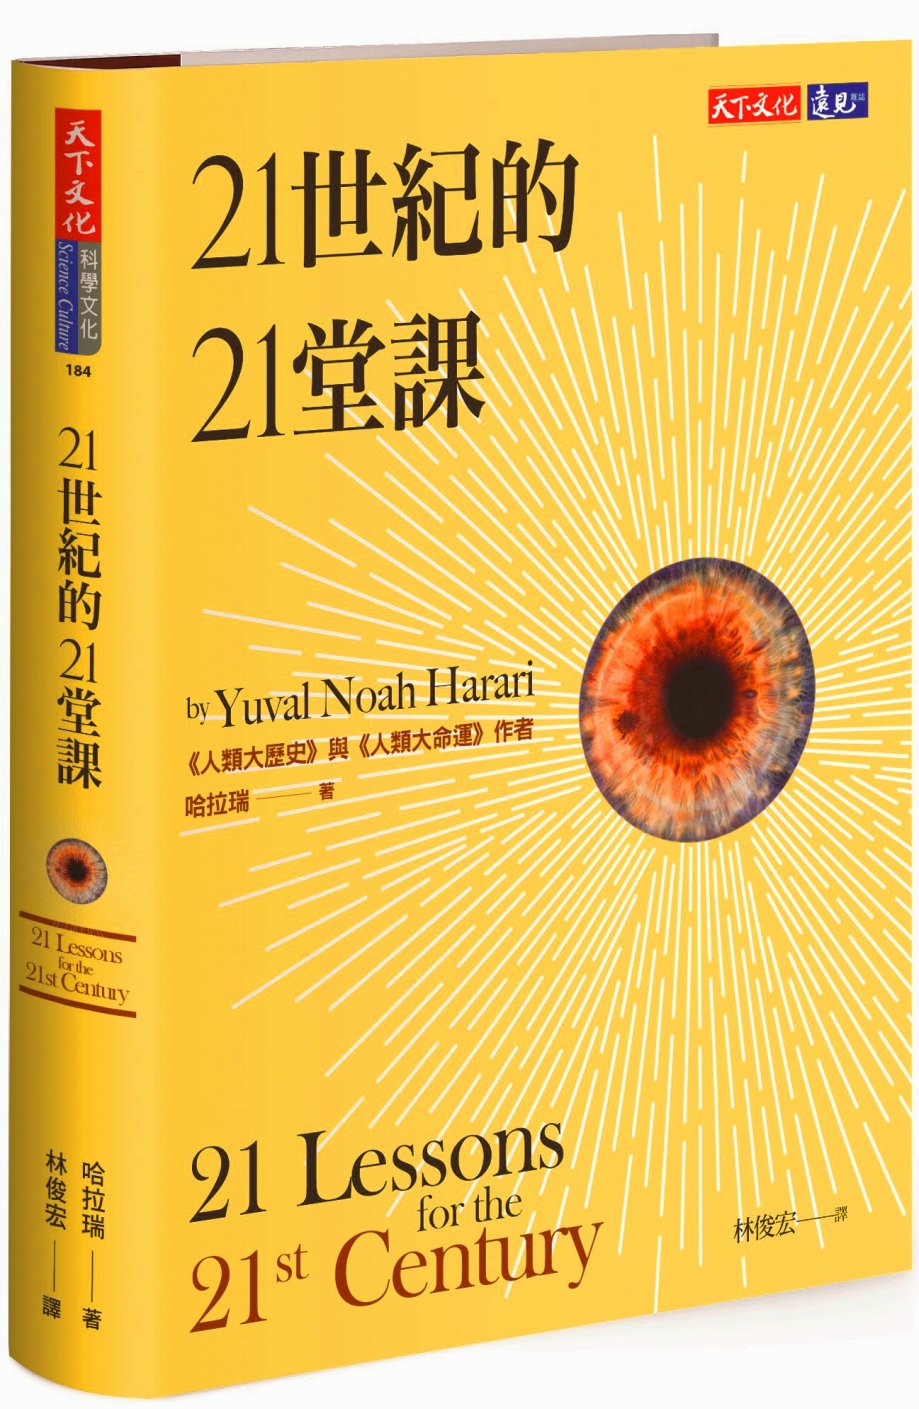 天下文化
科學文化
Science Culture
184
21世紀的21堂課
21 Lessons
for the
21st Century
哈拉瑞——著
林俊宏——譯
天下文化 遠見雜誌
21世紀的
21堂課
by Yuval Noah Harari
《人類大歷史》與《人類大命運》作者
哈拉瑞——著
21 Lessons
for the
21st Century
林俊宏——譯